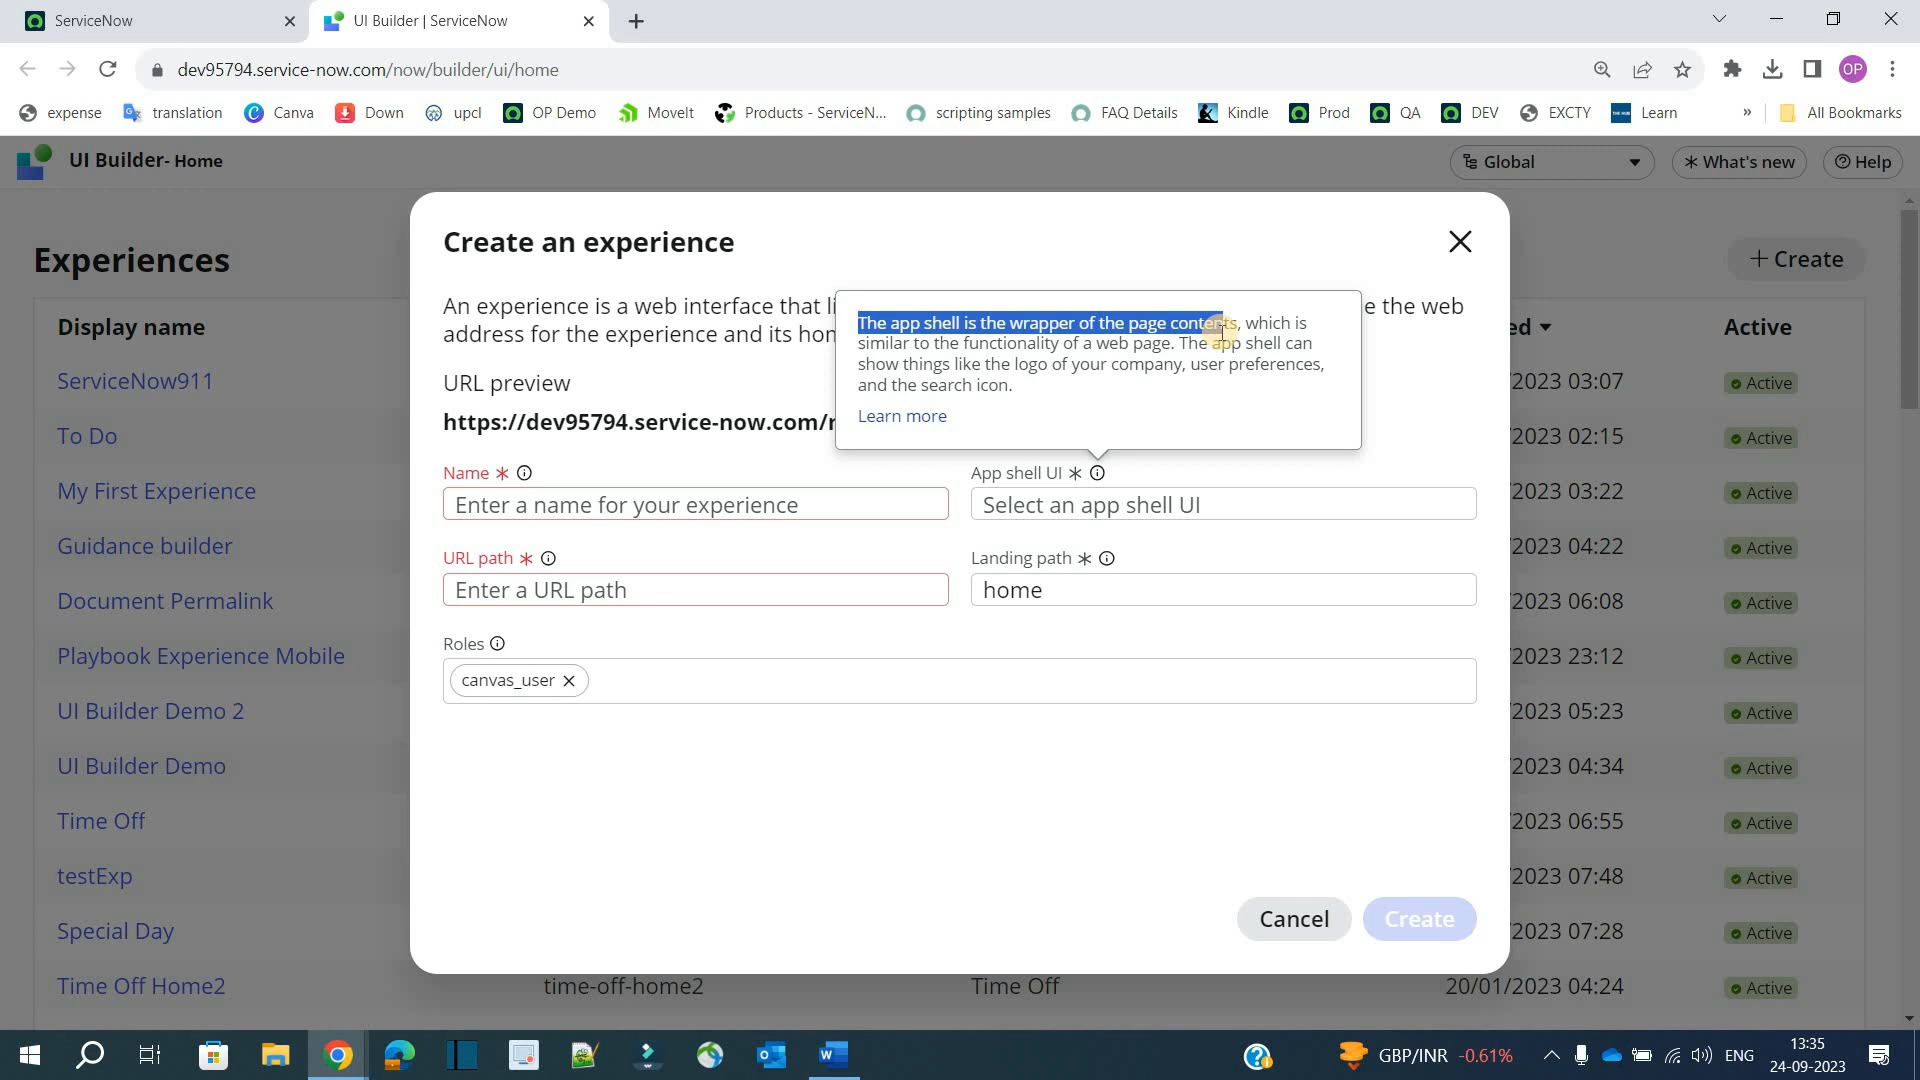 ServiceNow
UI Builder | ServiceNow
dev95794.service-now.com/now/builder/ui/home
OP
expense
translation
Canva
Down
upcl
OP Demo
MoveIt
Products - ServiceN...
scripting samples
FAQ Details
Kindle
Prod
QA
DEV
EXCTY
Learn
»
All Bookmarks
UI Builder- Home
Global
What's new
Help
Experiences
+ Create
Display name
ed
Active
ServiceNow911
2023 03:07
Active
To Do
2023 02:15
Active
My First Experience
2023 03:22
Active
Guidance builder
2023 04:22
Active
Document Permalink
2023 06:08
Active
Playbook Experience Mobile
2023 23:12
Active
UI Builder Demo 2
2023 05:23
Active
UI Builder Demo
2023 04:34
Active
Time Off
2023 06:55
Active
testExp
2023 07:48
Active
Special Day
2023 07:28
Active
Time Off Home2
time-off-home2
Time Off
20/01/2023 04:24
Active
Create an experience
An experience is a web interface that li
e the web
address for the experience and its hom
The app shell is the wrapper of the page contents, which is
similar to the functionality of a web page. The app shell can
show things like the logo of your company, user preferences,
and the search icon.
Learn more
URL preview
https://dev95794.service-now.com/n
Name *
Enter a name for your experience
App shell UI *
Select an app shell UI
URL path *
Enter a URL path
Landing path *
home
Roles
canvas_user
Cancel
Create
GBP/INR -0.61%
ENG
13:35
24-09-2023